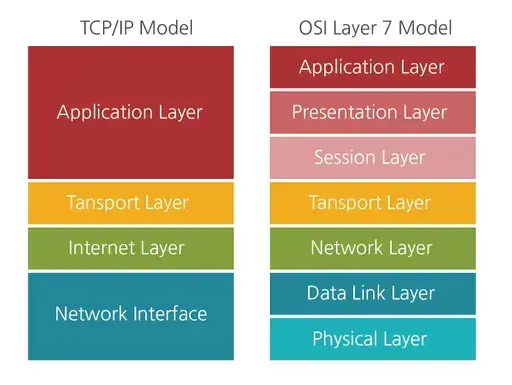 TCP/IP Model
Application Layer
Tansport Layer
Internet Layer
Network Interface
OSI Layer 7 Model
Application Layer
Presentation Layer
Session Layer
Tansport Layer
Network Layer
Data Link Layer
Physical Layer